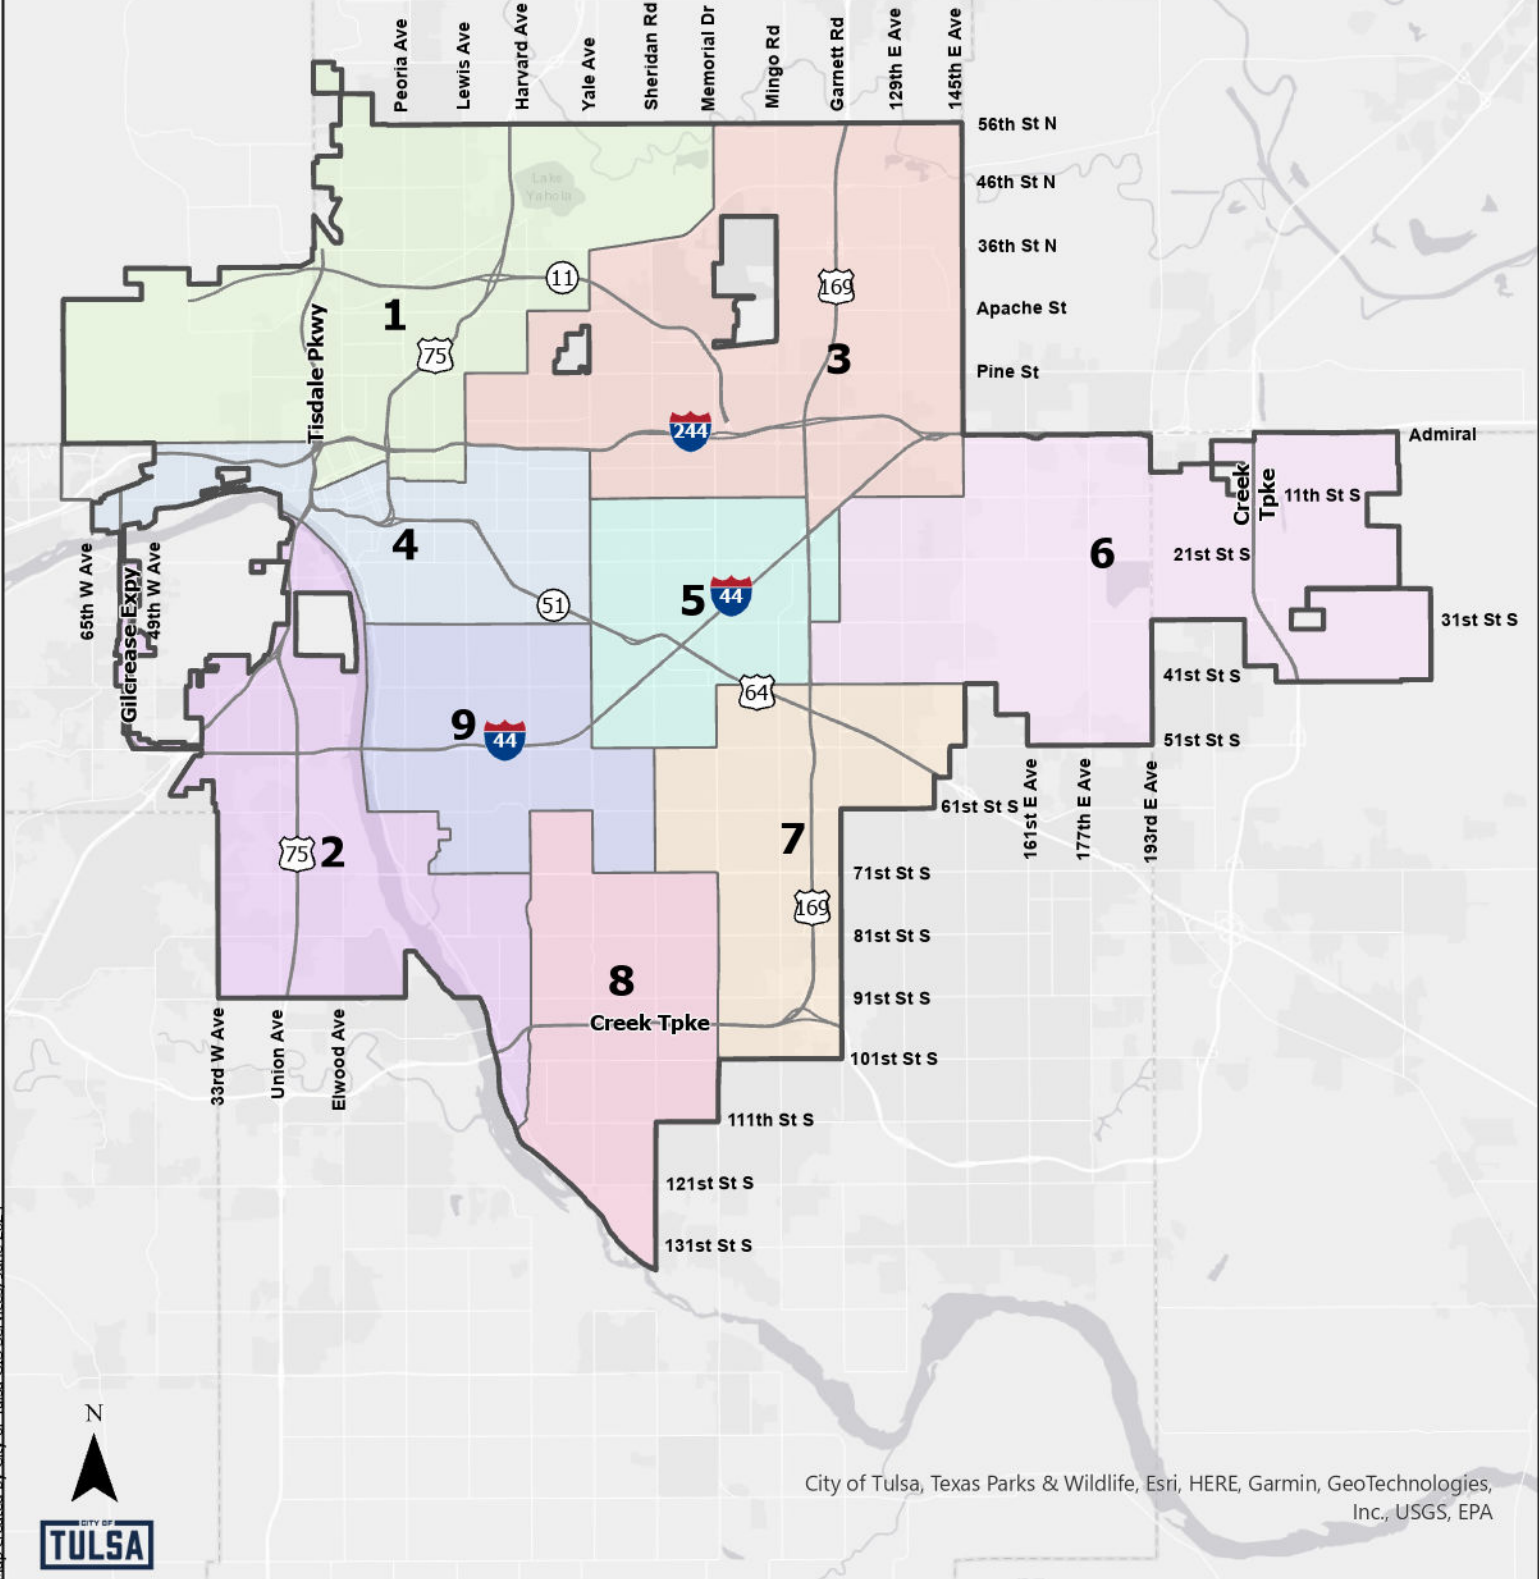 Peoria Ave
Lewis Ave
Harvard Ave
Yale Ave
Sheridan Rd
Memorial Dr
Mingo Rd
Garnett Rd
129th E Ave
145th E Ave
56th St N
Lake
Yahola
46th St N
36th St N
11
169
1
Apache St
Tisdale Pkwy
75
3
Pine St
244
Admiral
Creek
Tpke
11th St S
4
6
21st St S
65th W Ave
Gilcrease Expy
49th W Ave
51
5
44
31st St S
41st St S
64
9
44
51st St S
161st E Ave
177th E Ave
193rd E Ave
61st St S
75
2
7
71st St S
169
81st St S
8
91st St S
Creek Tpke
33rd W Ave
Union Ave
Elwood Ave
101st St S
111th St S
121st St S
131st St S
N
City of Tulsa, Texas Parks & Wildlife, Esri, HERE, Garmin, GeoTechnologies,
Inc., USGS, EPA
CITY OF
TULSA